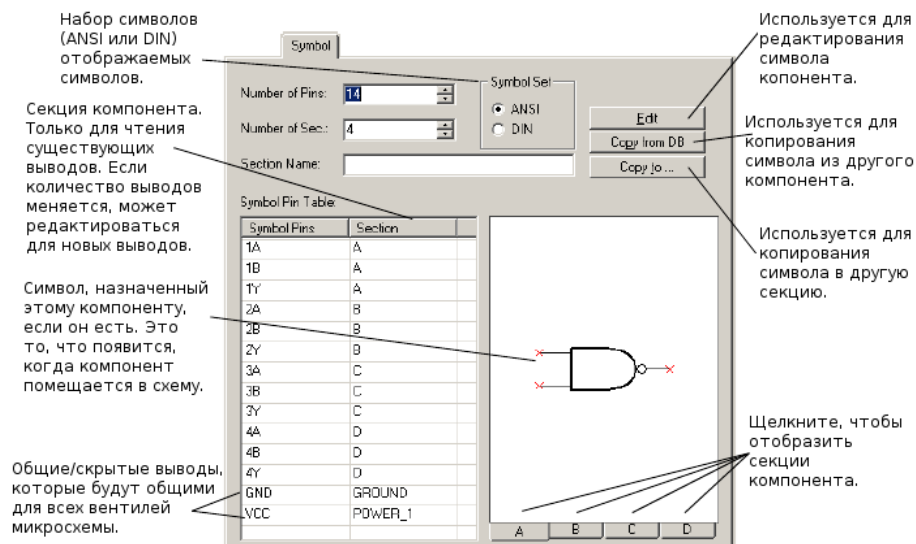 Набор символов
(ANSI или DIN)
отображаемых
символов.
Секция компонента.
Только для чтения
существующих
выводов. Если
количество выводов
меняется, может
редактироваться
для новых выводов.
Символ, назначенный
этому компоненту,
если он есть. Это
то, что появится,
когда компонент
помещается в схему.
Общие/скрытые выводы,
которые будут общими
для всех вентилей
микросхемы.
Symbol
Number of Pins: 14
Number of Sec.: 4
Section Name:
Symbol Set
ANSI
DIN
Edit
Copy from DB
Copy to ...
Symbol Pin Table:
Symbol Pins Section
1A A
1B A
1Y A
2A B
2B B
2Y B
3A C
3B C
3Y C
4A D
4B D
4Y D
GND GROUND
VCC POWER_1
A B C D
Используется для
редактирования
символа
копонента.
Используется для
копирования
символа из другого
компонента.
Используется для
копирования
символа в другую
секцию.
Щелкните, чтобы
отобразить
секции
компонента.